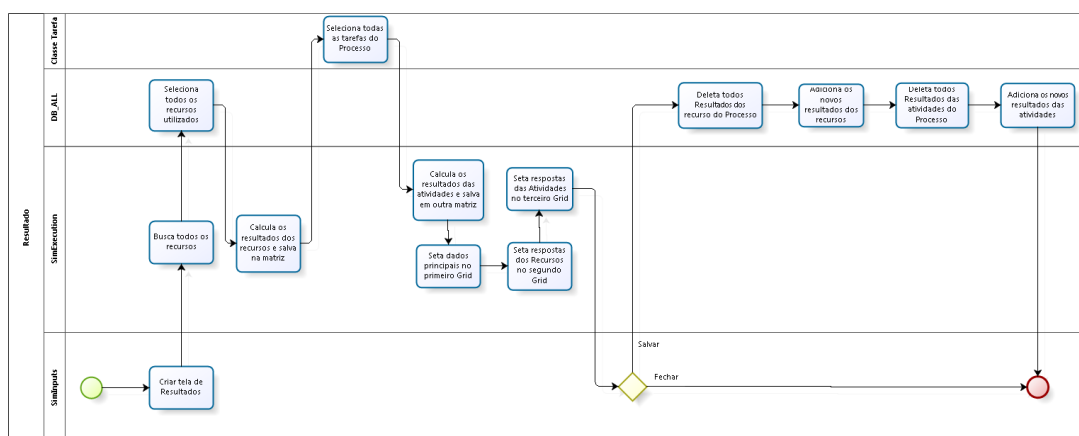 Resultado
Classe Tarefa
Seleciona todas
as tarefas do
Processo
DB_ALL
Seleciona
todos os
recursos
utilizados
Deleta todos
Resultados dos
recurso do Processo
Adiciona os
novos
resultados dos
recursos
Deleta todos
Resultados das
atividades do
Processo
Adiciona os novos
resultados das
atividades
SimExecution
Busca todos os
recursos
Calcula os
resultados dos
recursos e salva
na matriz
Calcula os
resultados das
atividades e salva
em outra matriz
Seta dados
principais no
primeiro Grid
Seta respostas
dos Recursos
no segundo
Grid
Seta respostas
das Atividades
no terceiro Grid
SimInputs
Criar tela de
Resultados
Salvar
Fechar